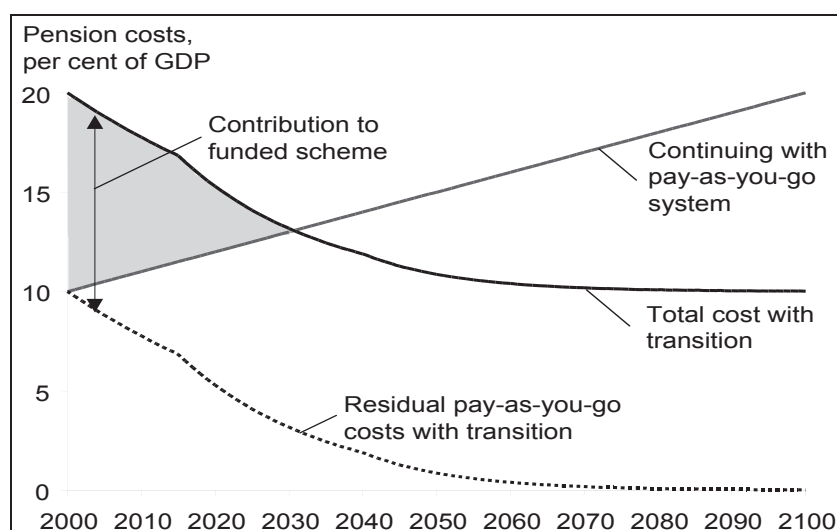 Pension costs,
per cent of GDP
20
Contribution to
funded scheme
Continuing with
pay-as-you-go
system
15
10
Total cost with
transition
5
Residual pay-as-you-go
costs with transition
0
2000 2010 2020 2030 2040 2050 2060 2070 2080 2090 2100